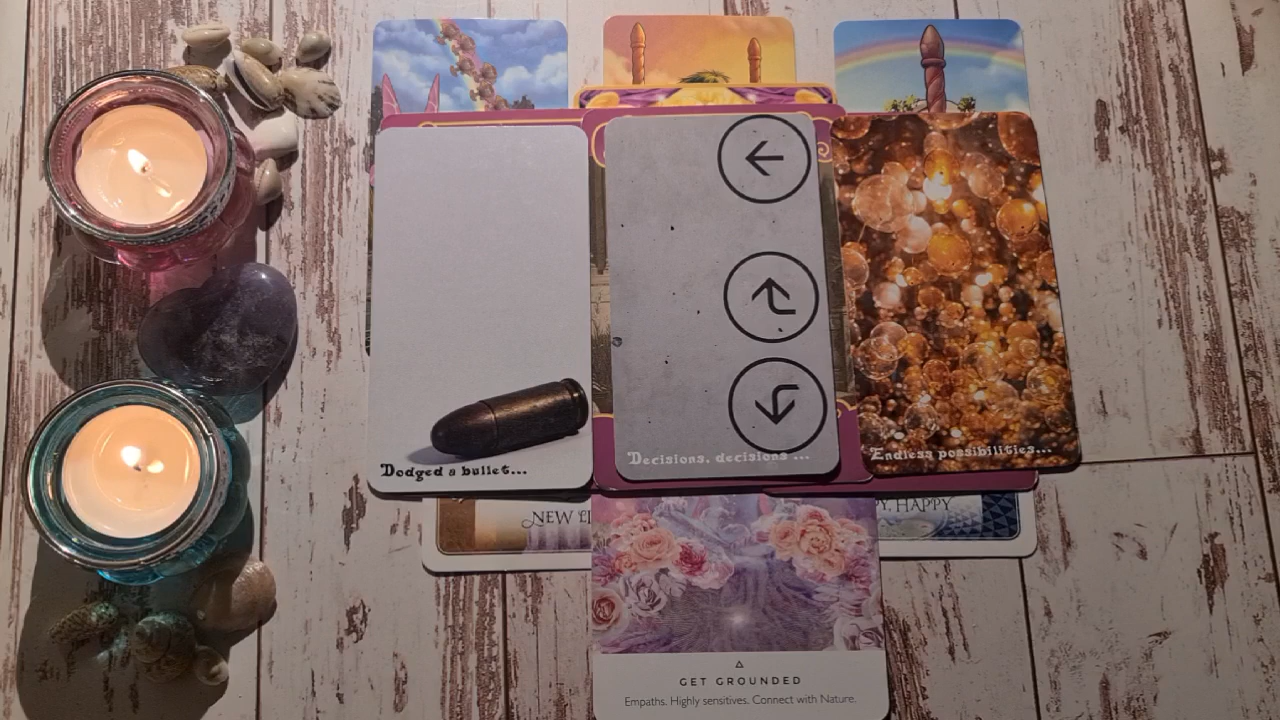 Dodged a bullet...
Decisions, decisions ...
Endless possibilities...
NEW
HAPPY
GET GROUNDED
Empaths. Highly sensitives. Connect with Nature.